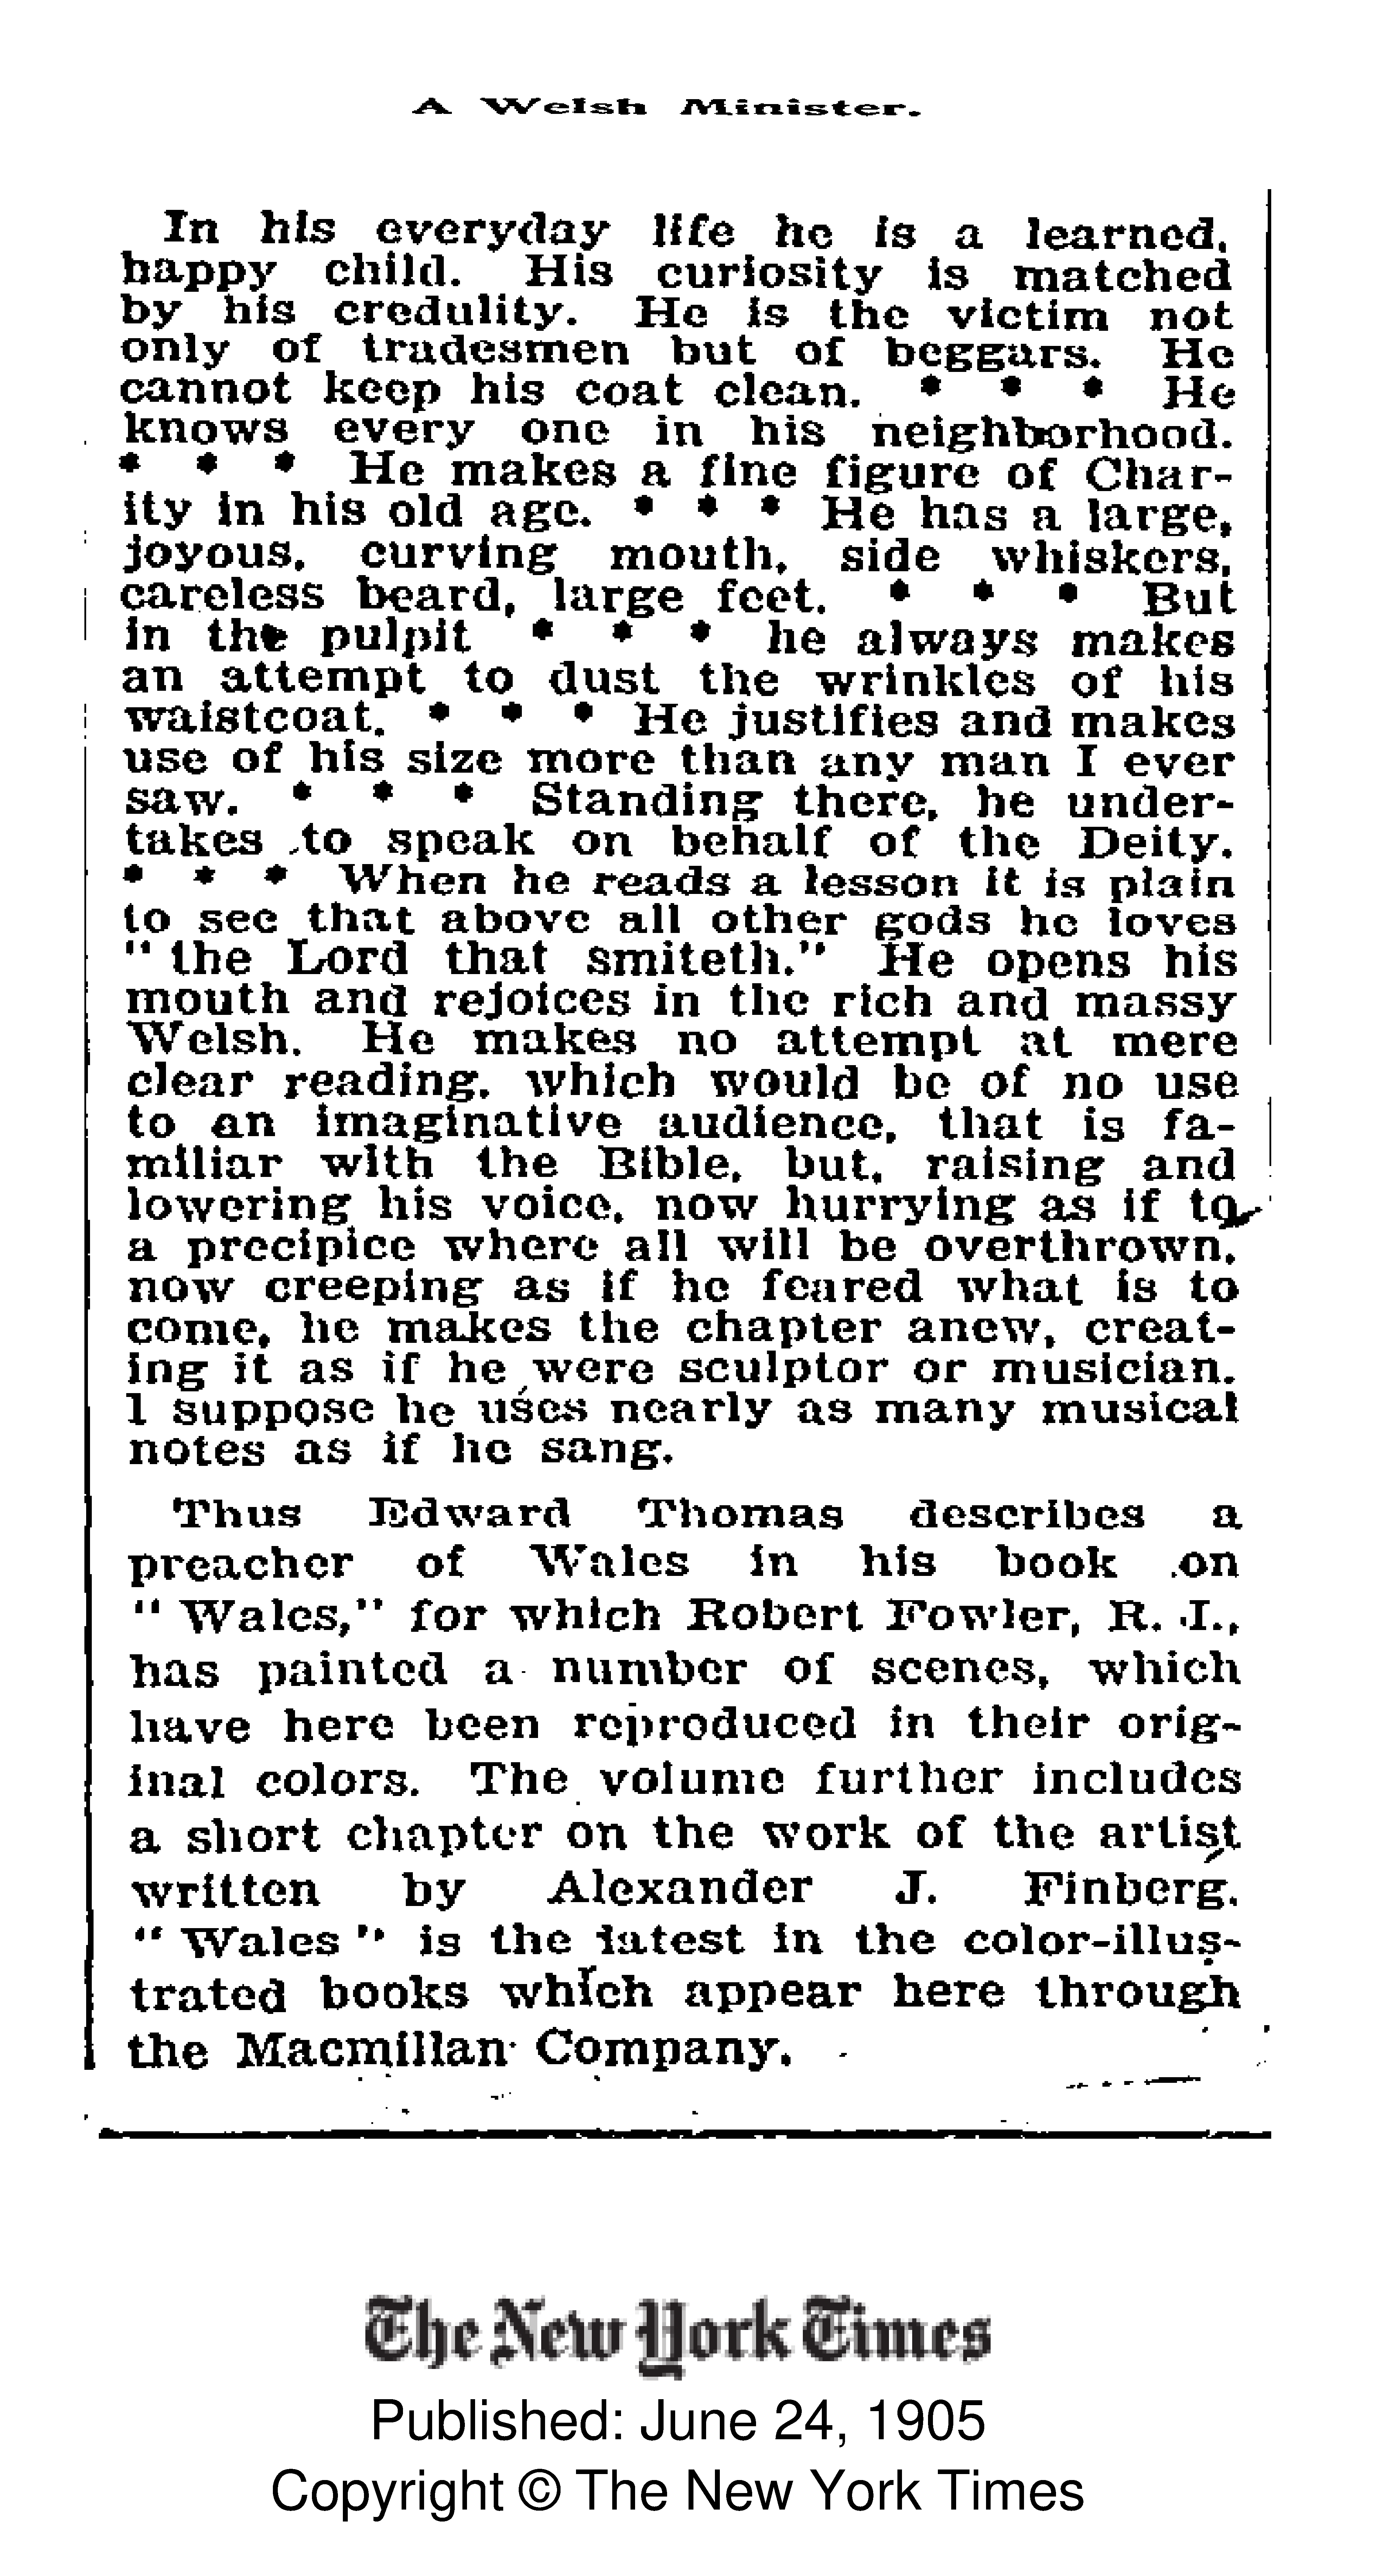 A Welsh Minister.
In his everyday life he is a learned,
happy child. His curiosity is matched
by his credulity. He is the victim not
only of tradesmen but of beggars. He
cannot keep his coat clean. * * * He
knows every one in his neighborhood.
* * * He makes a fine figure of Char-
ity in his old age. * * * He has a large,
joyous, curving mouth, side whiskers,
careless beard, large feet. * * * But
in the pulpit * * * he always makes
an attempt to dust the wrinkles of his
waistcoat. * * * He justifies and makes
use of his size more than any man I ever
saw. * * * Standing there, he under-
takes to speak on behalf of the Deity.
* * * When he reads a lesson it is plain
to see that above all other gods he loves
"the Lord that smiteth." He opens his
mouth and rejoices in the rich and massy
Welsh. He makes no attempt at mere
clear reading, which would be of no use
to an imaginative audience, that is fa-
miliar with the Bible, but, raising and
lowering his voice, now hurrying as if to
a precipice where all will be overthrown,
now creeping as if he feared what is to
come, he makes the chapter anew, creat-
ing it as if he were sculptor or musician.
I suppose he uses nearly as many musical
notes as if he sang.
Thus Edward Thomas describes a
preacher of Wales in his book on
"Wales," for which Robert Fowler, R. I.,
has painted a number of scenes, which
have here been reproduced in their orig-
inal colors. The volume further includes
a short chapter on the work of the artist
written by Alexander J. Finberg.
"Wales" is the latest in the color-illus-
trated books which appear here through
the Macmillan Company.
The New York Times
Published: June 24, 1905
Copyright © The New York Times